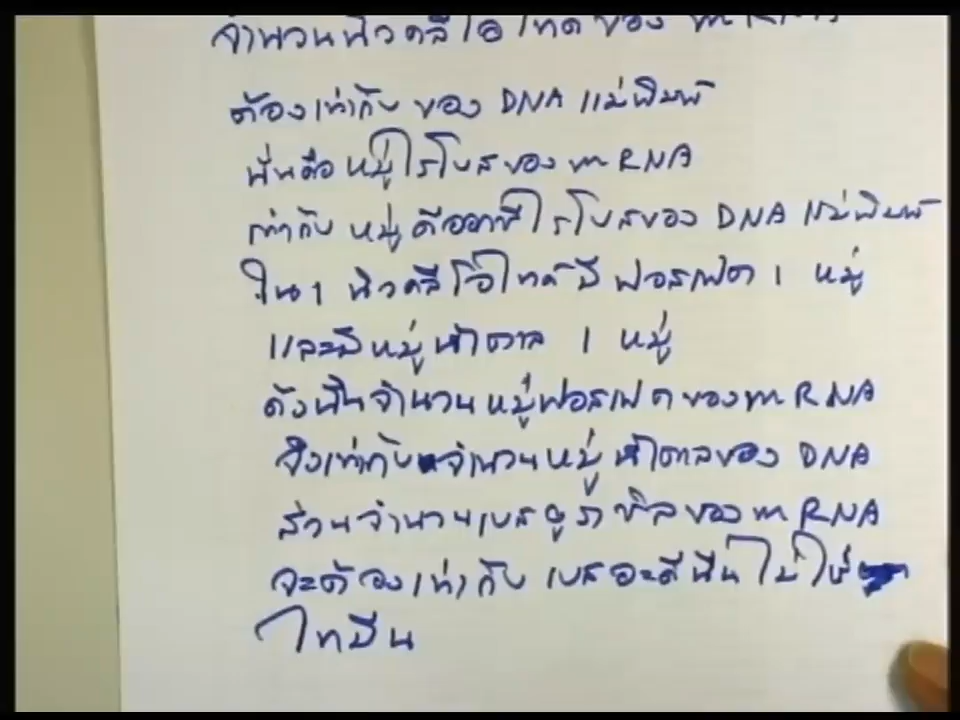 จำนวนนิวคลีโอไทด์ของ mRNA
ต้องเท่ากับ ของ DNA แม่พิมพ์
นั่นคือ หมู่ไรโบสของ mRNA
เท่ากับ หมู่ดีออกซีไรโบสของ DNA แม่พิมพ์
ใน 1 นิวคลีโอไทด์ มี ฟอสเฟต 1 หมู่
และมีหมู่น้ำตาล 1 หมู่
ดังนั้นจำนวนหมู่ฟอสเฟตของ mRNA
จึงเท่ากับจำนวนหมู่น้ำตาลของ DNA
ส่วนจำนวนเบสยูราซิลของ mRNA
จะต้องเท่ากับ เบสอะดีนีนไม่ใช่
ไทมีน